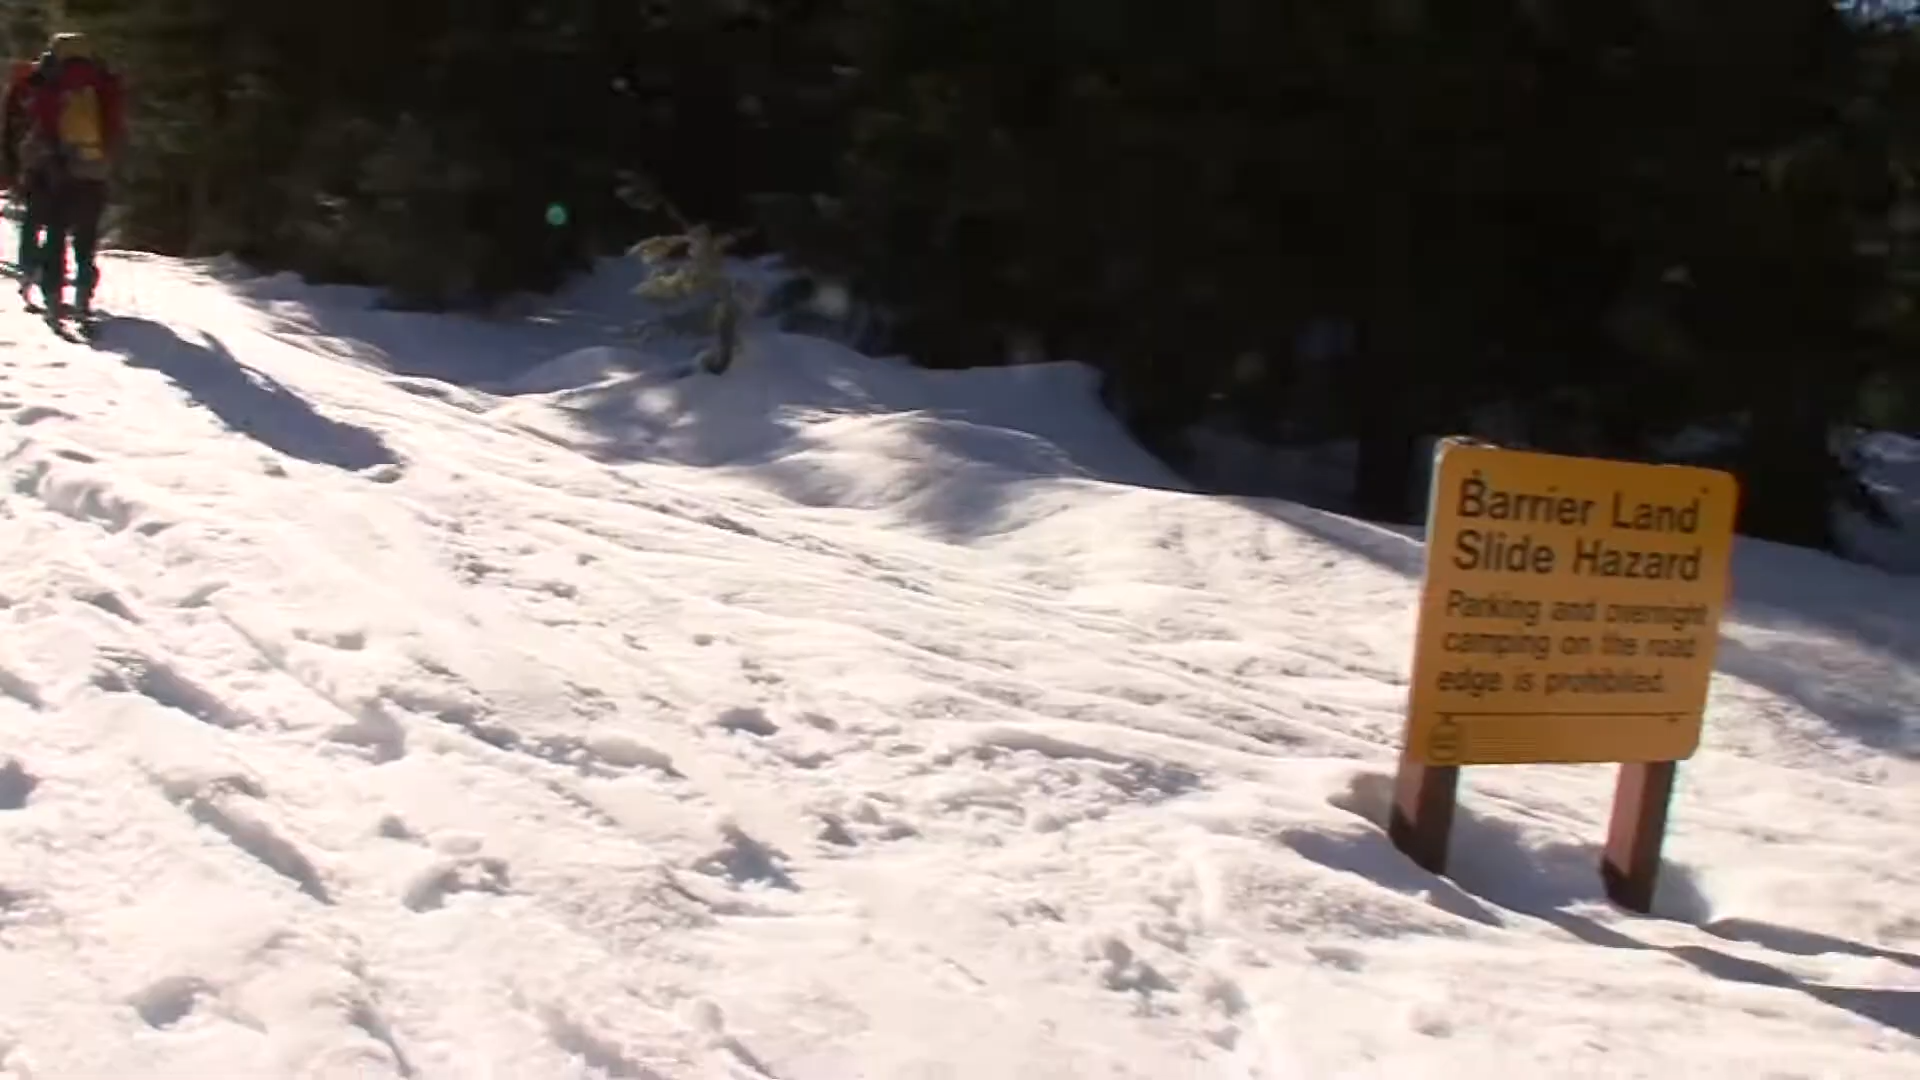 Barrier Land
Slide Hazard
Parking and overnight
camping on the road
edge is prohibited.